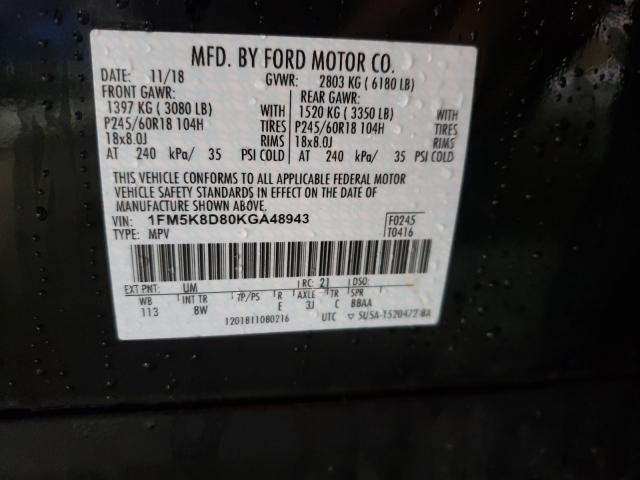 MFD. BY FORD MOTOR CO.
DATE: 11/18 GVWR: 2803 KG ( 6180 LB)
FRONT GAWR: REAR GAWR:
1397 KG ( 3080 LB) WITH 1520 KG ( 3350 LB) WITH
P245/60R18 104H TIRES P245/60R18 104H TIRES
18x8.0J RIMS 18x8.0J RIMS
AT 240 kPa/ 35 PSI COLD AT 240 kPa/ 35 PSI COLD
THIS VEHICLE CONFORMS TO ALL APPLICABLE FEDERAL MOTOR
VEHICLE SAFETY STANDARDS IN EFFECT ON THE DATE OF
MANUFACTURE SHOWN ABOVE.
VIN: 1FM5K8D80KGA48943 F0245
TYPE: MPV T0416
EXT PNT: UM RC: 21 DSO:
WB INT TR TP/PS R AXLE TR SPR
113 BW E 3J C BBAA
1201811080216 UTC ▽ 5U5A-1520472-BA